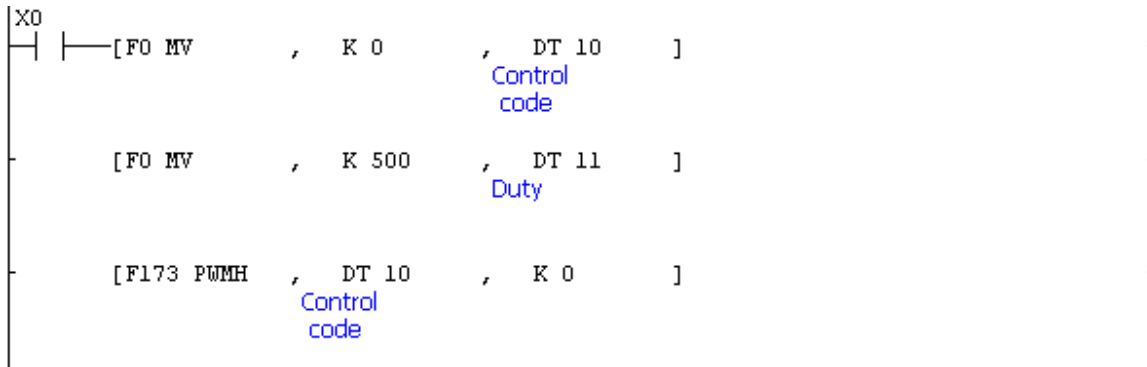 X0
[F0 MV , K 0 , DT 10 ]
Control
code
[F0 MV , K 500 , DT 11 ]
Duty
[F173 PWMH , DT 10 , K 0 ]
Control
code